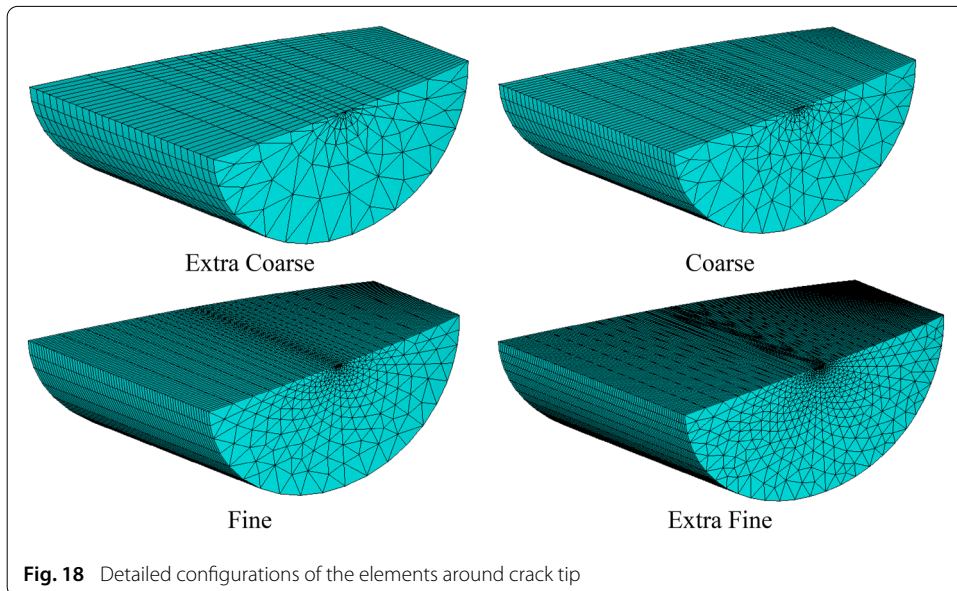 Extra Coarse
Coarse
Fine
Extra Fine
Fig. 18 Detailed configurations of the elements around crack tip